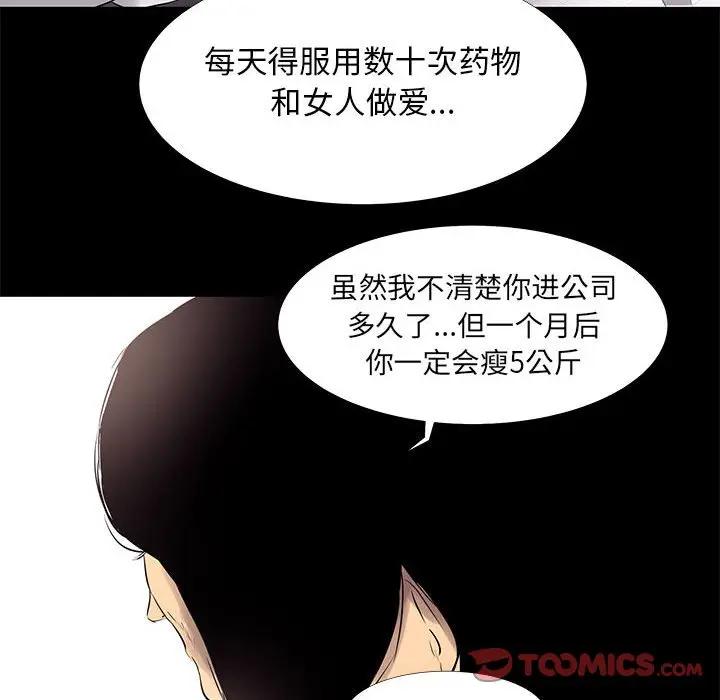 每天得服用数十次药物
和女人做爱...
虽然我不清楚你进公司
多久了...但一个月后
你一定会瘦5公斤
TOOMICS.COM